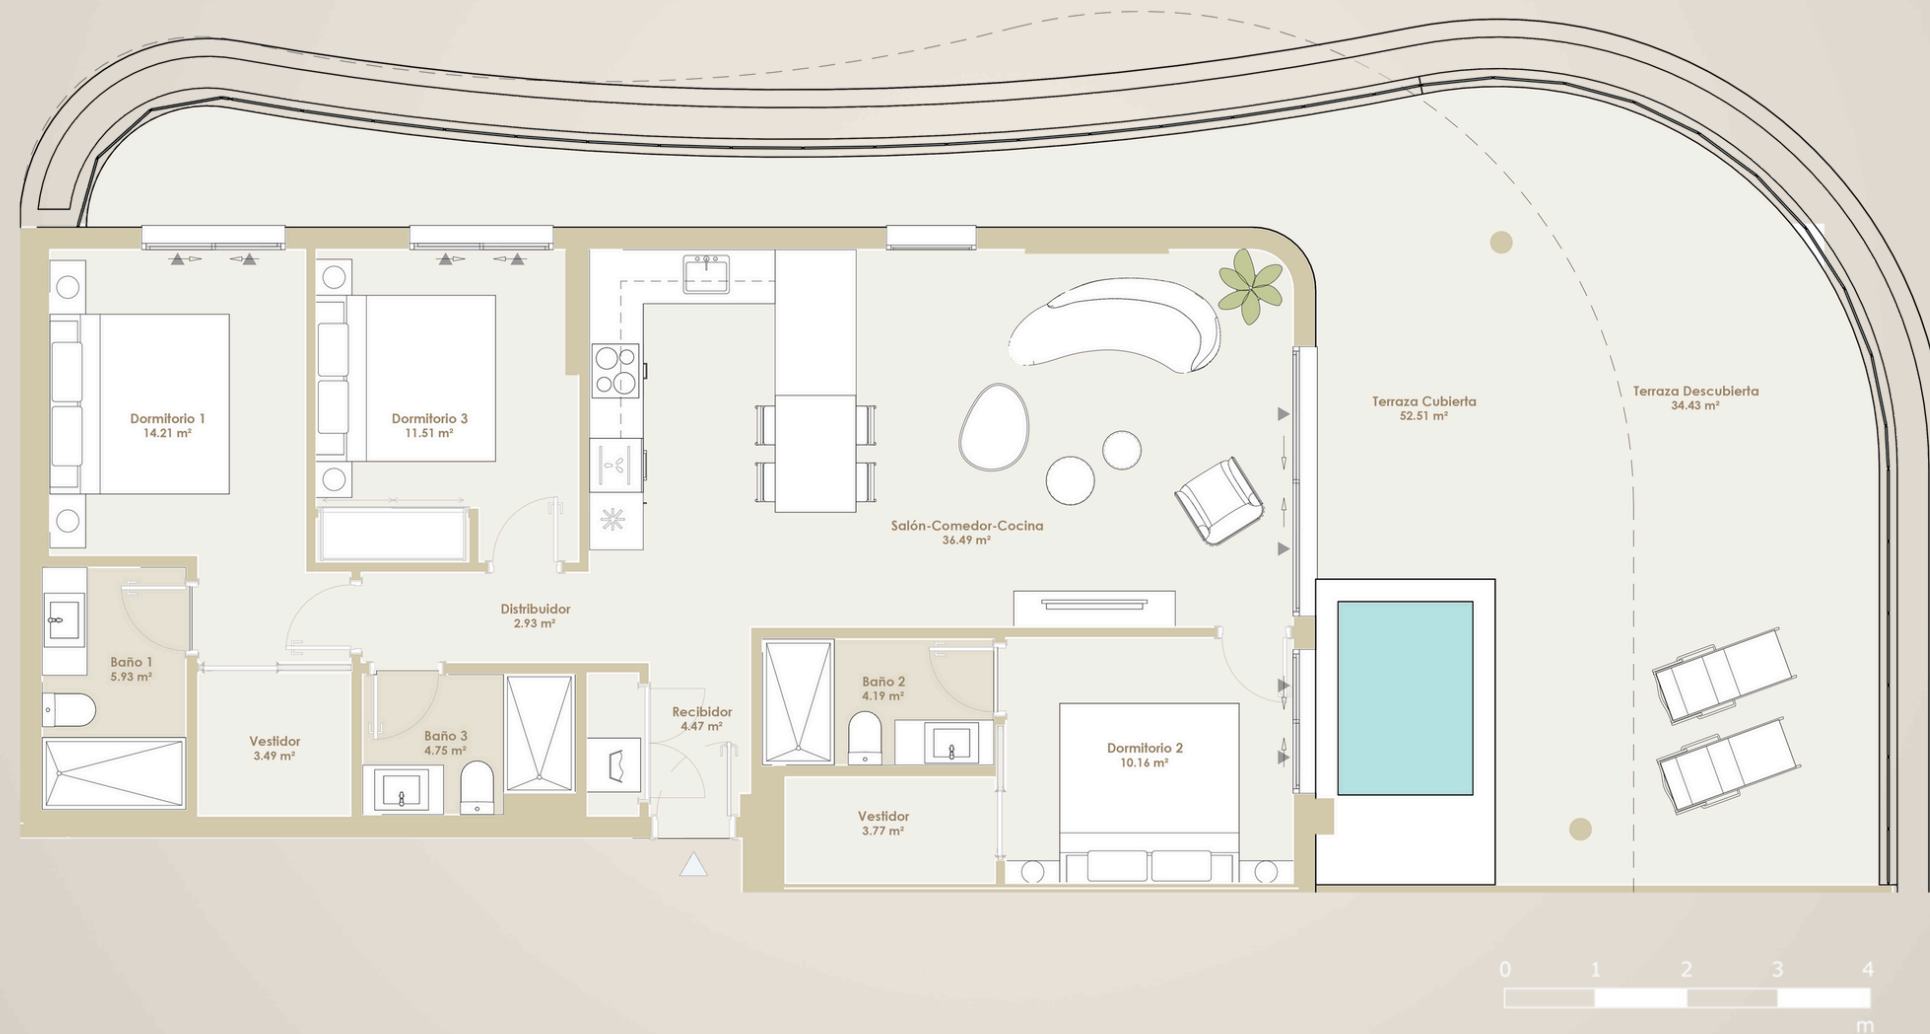 Dormitorio 1
14.21 m²
Dormitorio 3
11.51 m²
Terraza Cubierta
52.51 m²
Terraza Descubierta
34.43 m²
Salón-Comedor-Cocina
36.49 m²
Distribuidor
2.93 m²
Baño 1
5.93 m²
Vestidor
3.49 m²
Baño 3
4.75 m²
Recibidor
4.47 m²
Baño 2
4.19 m²
Dormitorio 2
10.16 m²
Vestidor
3.77 m²
0 1 2 3 4
m